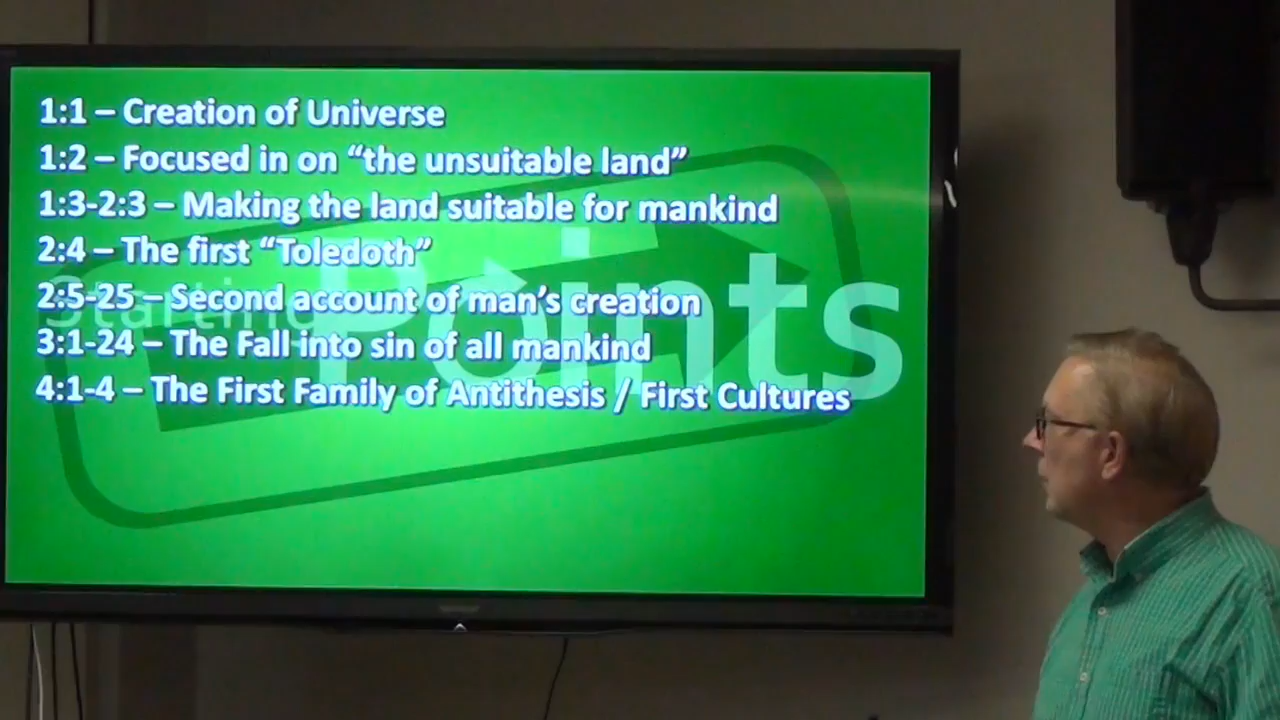 1:1 – Creation of Universe
1:2 – Focused in on “the unsuitable land”
1:3-2:3 – Making the land suitable for mankind
2:4 – The first “Toledoth”
2:5-25 – Second account of man’s creation
3:1-24 – The Fall into sin of all mankind
4:1-4 – The First Family of Antithesis / First Cultures
Starting
Points